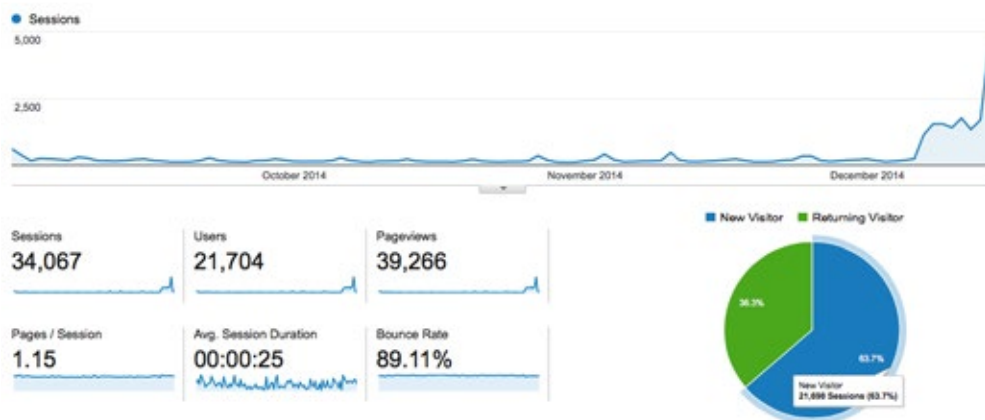 Sessions
5,000
2,500
October 2014
November 2014
December 2014
New Visitor
Returning Visitor
Sessions
34,067
Users
21,704
Pageviews
39,266
Pages / Session
1.15
Avg. Session Duration
00:00:25
Bounce Rate
89.11%
36.3%
63.7%
New Visitor
21,698 Sessions (63.7%)